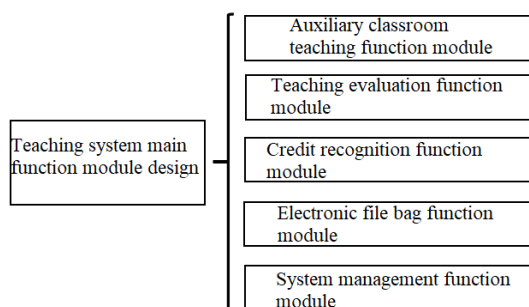 Auxiliary classroom
teaching function module
Teaching evaluation function
module
Teaching system main
function module design
Credit recognition function
module
Electronic file bag function
module
System management function
module